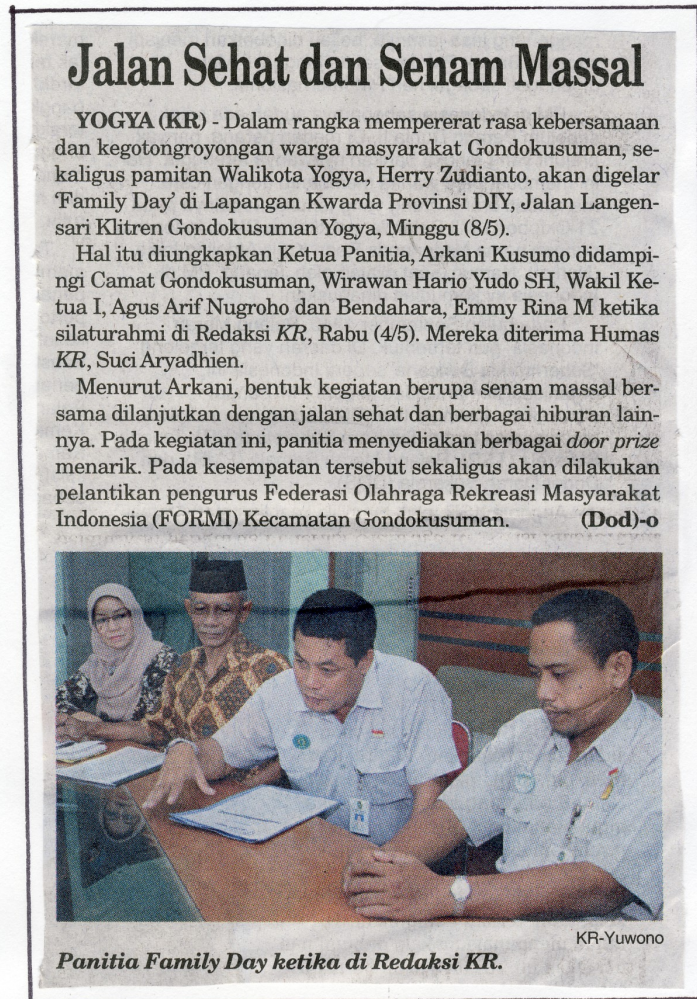 Jalan Sehat dan Senam Massal
YOGYA (KR) - Dalam rangka mempererat rasa kebersamaan
dan kegotongroyongan warga masyarakat Gondokusuman, se-
kaligus pamitan Walikota Yogya, Herry Zudianto, akan digelar
'Family Day' di Lapangan Kwarda Provinsi DIY, Jalan Langen-
sari Klitren Gondokusuman Yogya, Minggu (8/5).
Hal itu diungkapkan Ketua Panitia, Arkani Kusumo didampi-
ngi Camat Gondokusuman, Wirawan Hario Yudo SH, Wakil Ke-
tua I, Agus Arif Nugroho dan Bendahara, Emmy Rina M ketika
silaturahmi di Redaksi KR, Rabu (4/5). Mereka diterima Humas
KR, Suci Aryadhien.
Menurut Arkani, bentuk kegiatan berupa senam massal ber-
sama dilanjutkan dengan jalan sehat dan berbagai hiburan lain-
nya. Pada kegiatan ini, panitia menyediakan berbagai door prize
menarik. Pada kesempatan tersebut sekaligus akan dilakukan
pelantikan pengurus Federasi Olahraga Rekreasi Masyarakat
Indonesia (FORMI) Kecamatan Gondokusuman. (Dod)-o
KR-Yuwono
Panitia Family Day ketika di Redaksi KR.